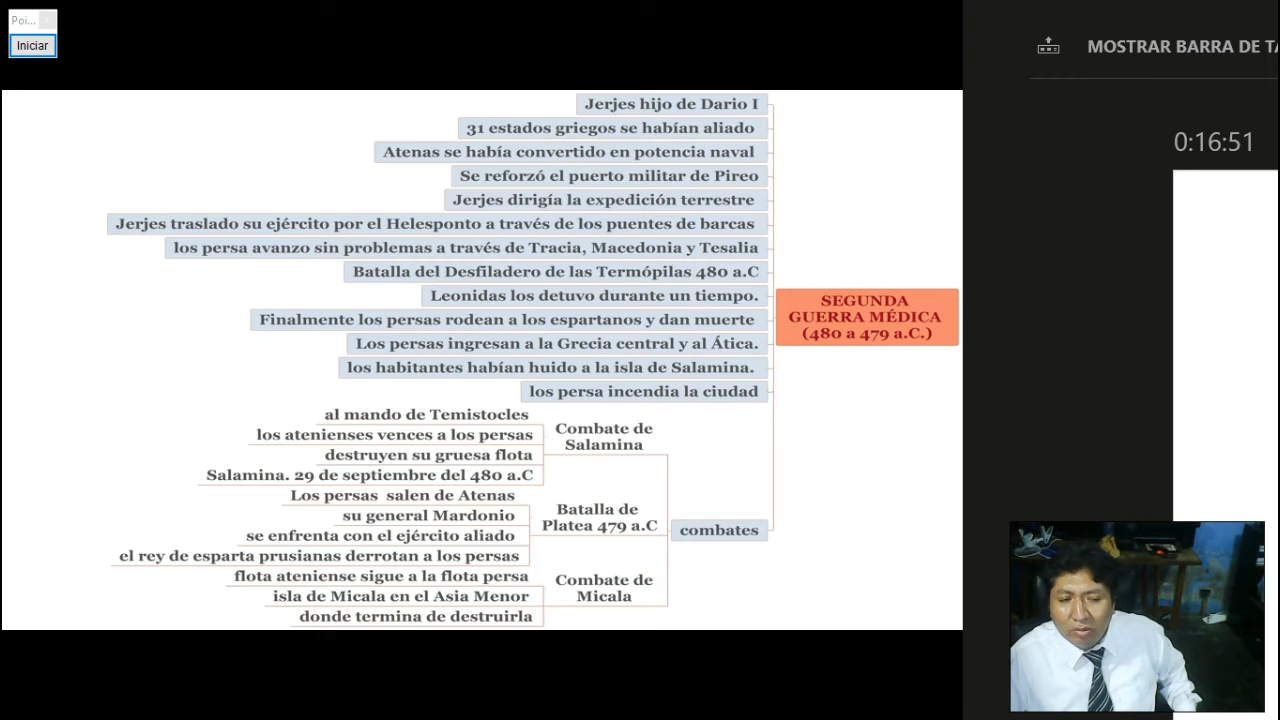 Poi...
Iniciar
MOSTRAR BARRA DE TA
0:16:51
Jerjes hijo de Dario I
31 estados griegos se habían aliado
Atenas se había convertido en potencia naval
Se reforzó el puerto militar de Pireo
Jerjes dirigía la expedición terrestre
Jerjes traslado su ejército por el Helesponto a través de los puentes de barcas
los persa avanzo sin problemas a través de Tracia, Macedonia y Tesalia
Batalla del Desfiladero de las Termópilas 480 a.C
Leonidas los detuvo durante un tiempo.
Finalmente los persas rodean a los espartanos y dan muerte
Los persas ingresan a la Grecia central y al Ática.
los habitantes habían huido a la isla de Salamina.
los persa incendia la ciudad
SEGUNDA
GUERRA MÉDICA
(480 a 479 a.C.)
al mando de Temistocles
los atenienses vences a los persas
destruyen su gruesa flota
Salamina. 29 de septiembre del 480 a.C
Combate de
Salamina
Los persas salen de Atenas
su general Mardonio
se enfrenta con el ejército aliado
el rey de esparta prusianas derrotan a los persas
Batalla de
Platea 479 a.C
combates
flota ateniense sigue a la flota persa
isla de Micala en el Asia Menor
donde termina de destruirla
Combate de
Micala